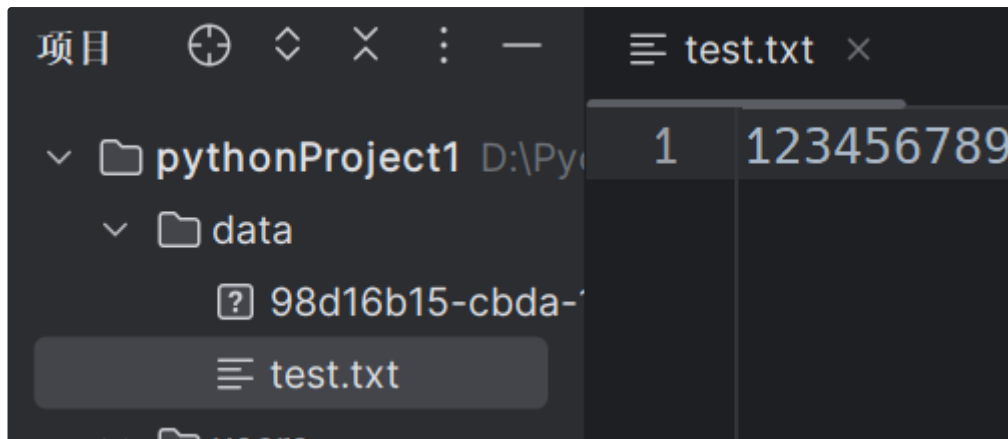 项目
test.txt
pythonProject1 D:\Py
data
98d16b15-cbda-
test.txt
1 123456789